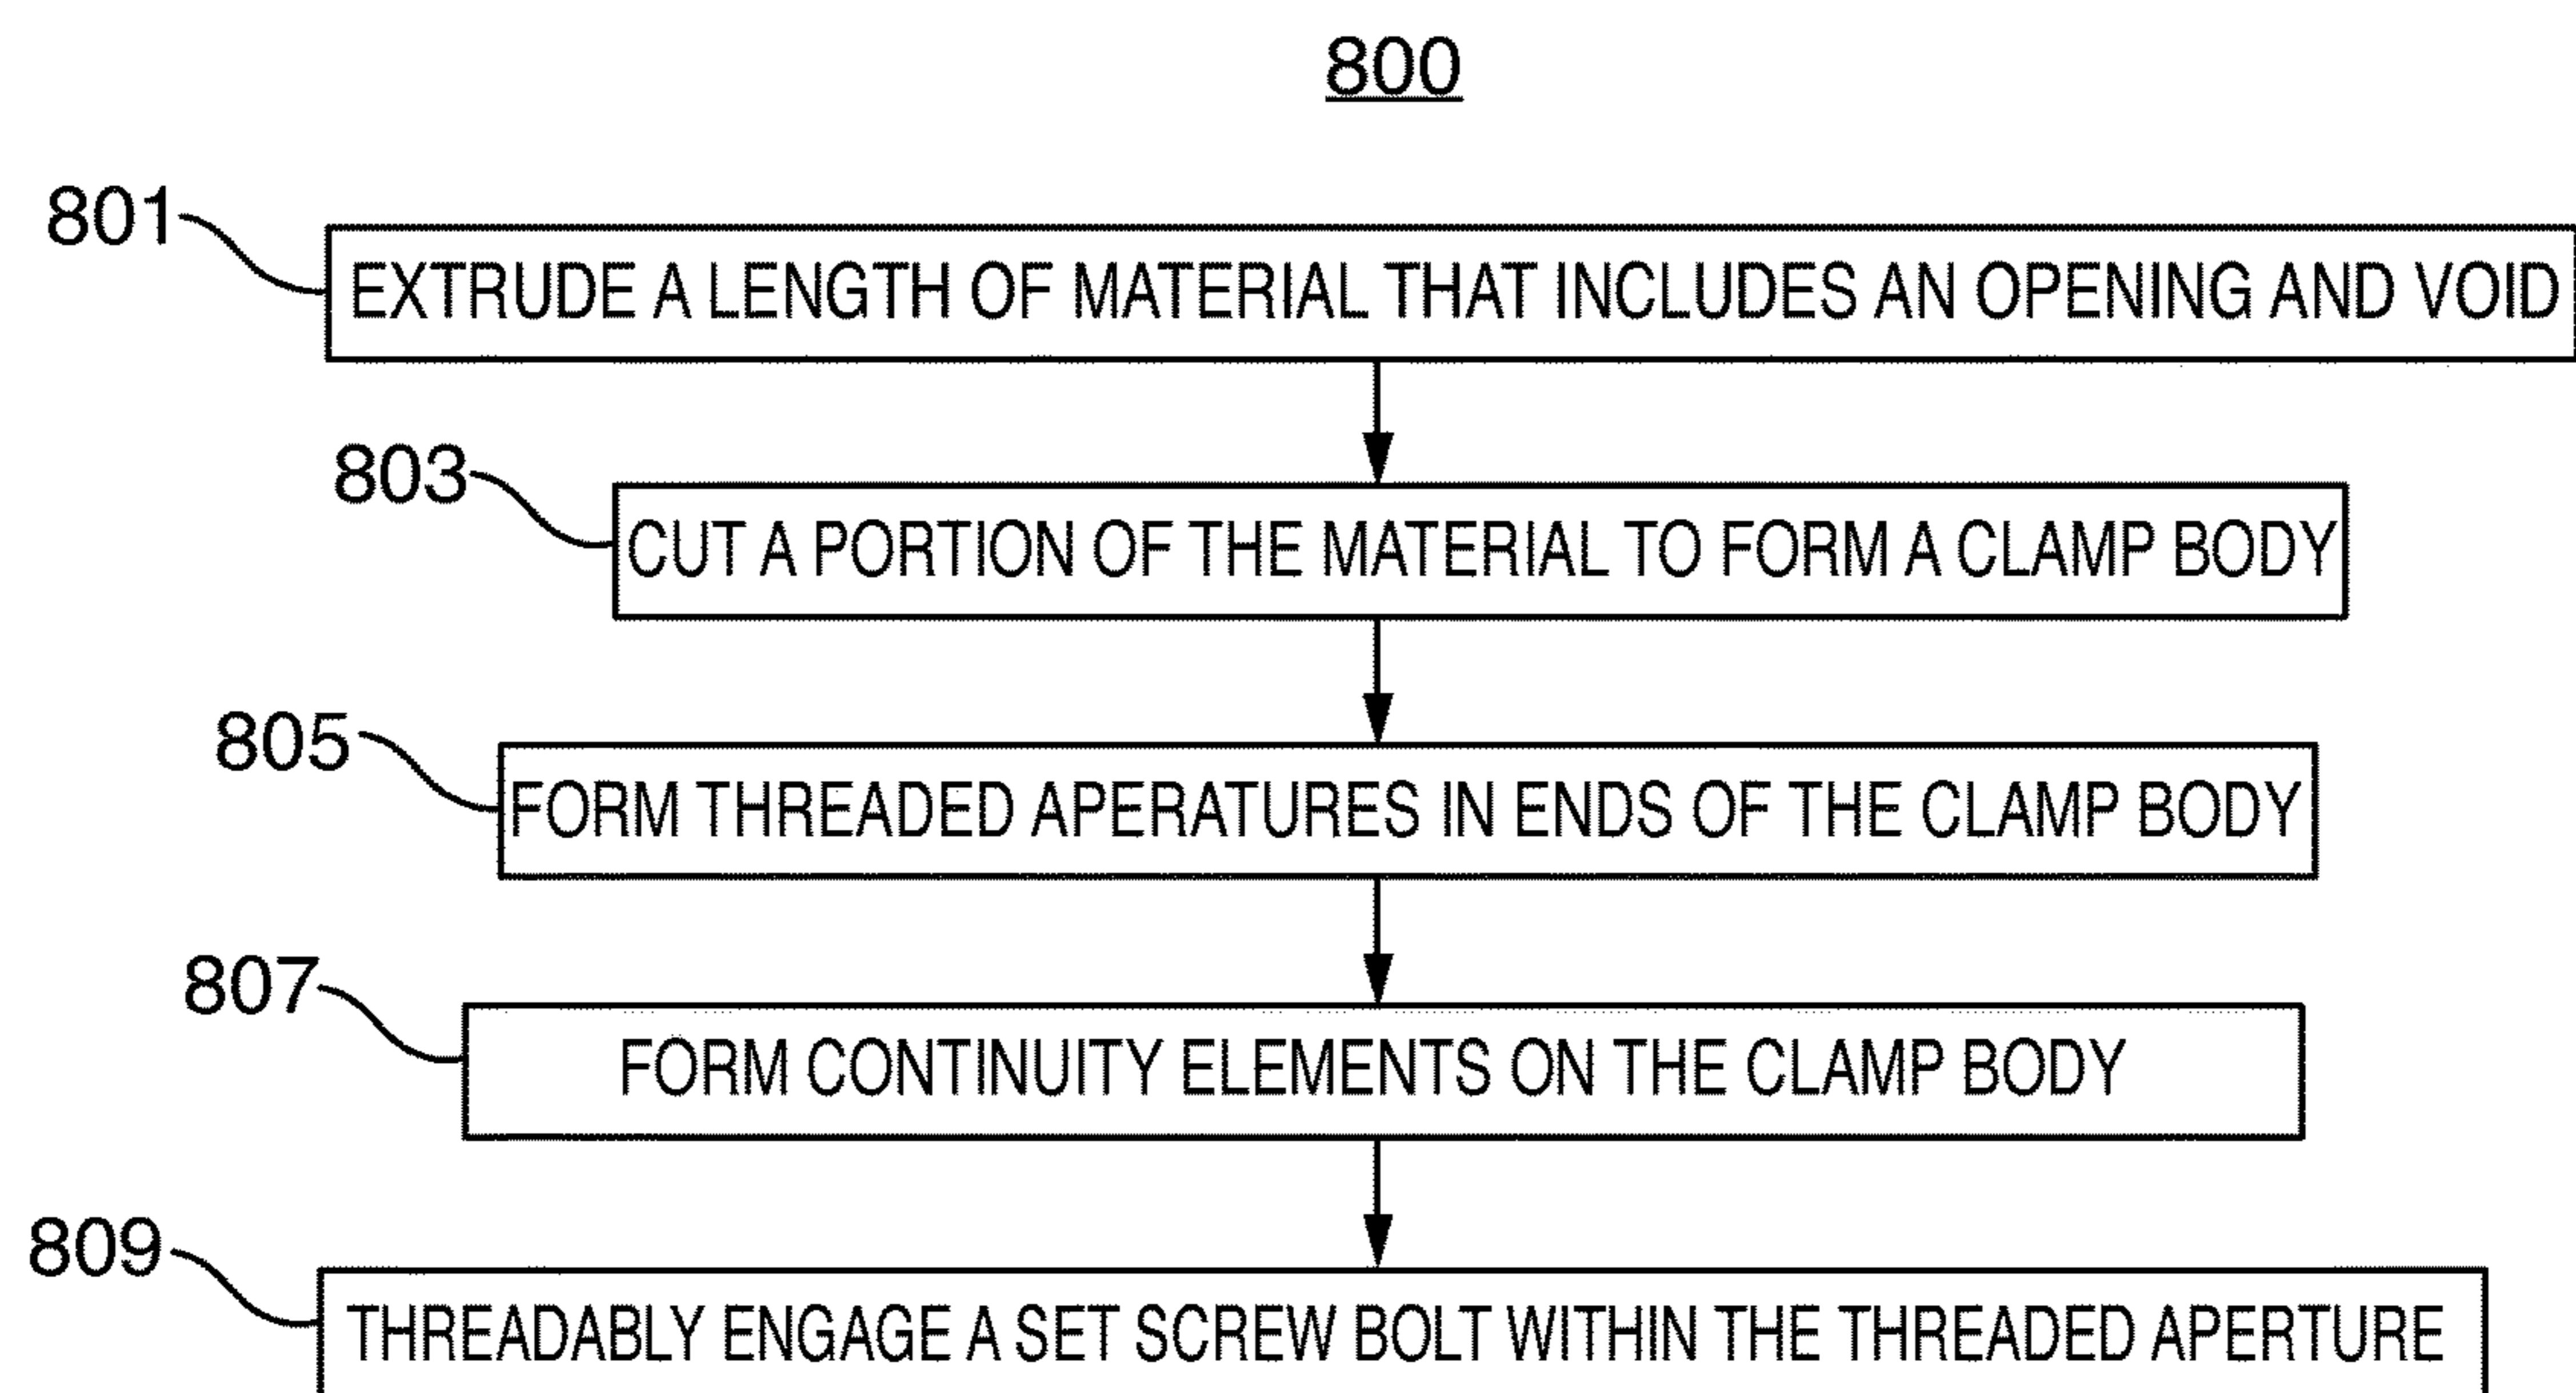 800
801
EXTRUDE A LENGTH OF MATERIAL THAT INCLUDES AN OPENING AND VOID
803
CUT A PORTION OF THE MATERIAL TO FORM A CLAMP BODY
805
FORM THREADED APERATURES IN ENDS OF THE CLAMP BODY
807
FORM CONTINUITY ELEMENTS ON THE CLAMP BODY
809
THREADABLY ENGAGE A SET SCREW BOLT WITHIN THE THREADED APERTURE